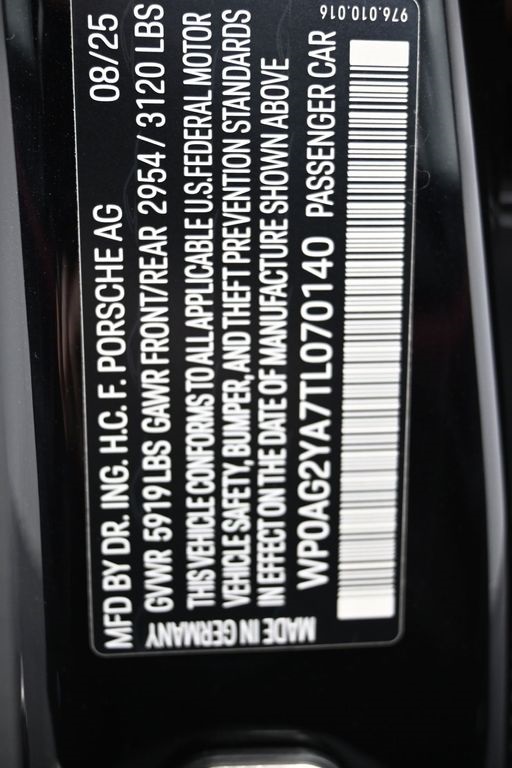 MFD BY DR. ING. H.C. F. PORSCHE AG 08/25
GVWR 5919 LBS GAWR FRONT/REAR 2954 / 3120 LBS
THIS VEHICLE CONFORMS TO ALL APPLICABLE U.S. FEDERAL MOTOR
VEHICLE SAFETY, BUMPER, AND THEFT PREVENTION STANDARDS
IN EFFECT ON THE DATE OF MANUFACTURE SHOWN ABOVE
WP0AG2YA7TL070140 PASSENGER CAR
MADE IN GERMANY
976.010.016